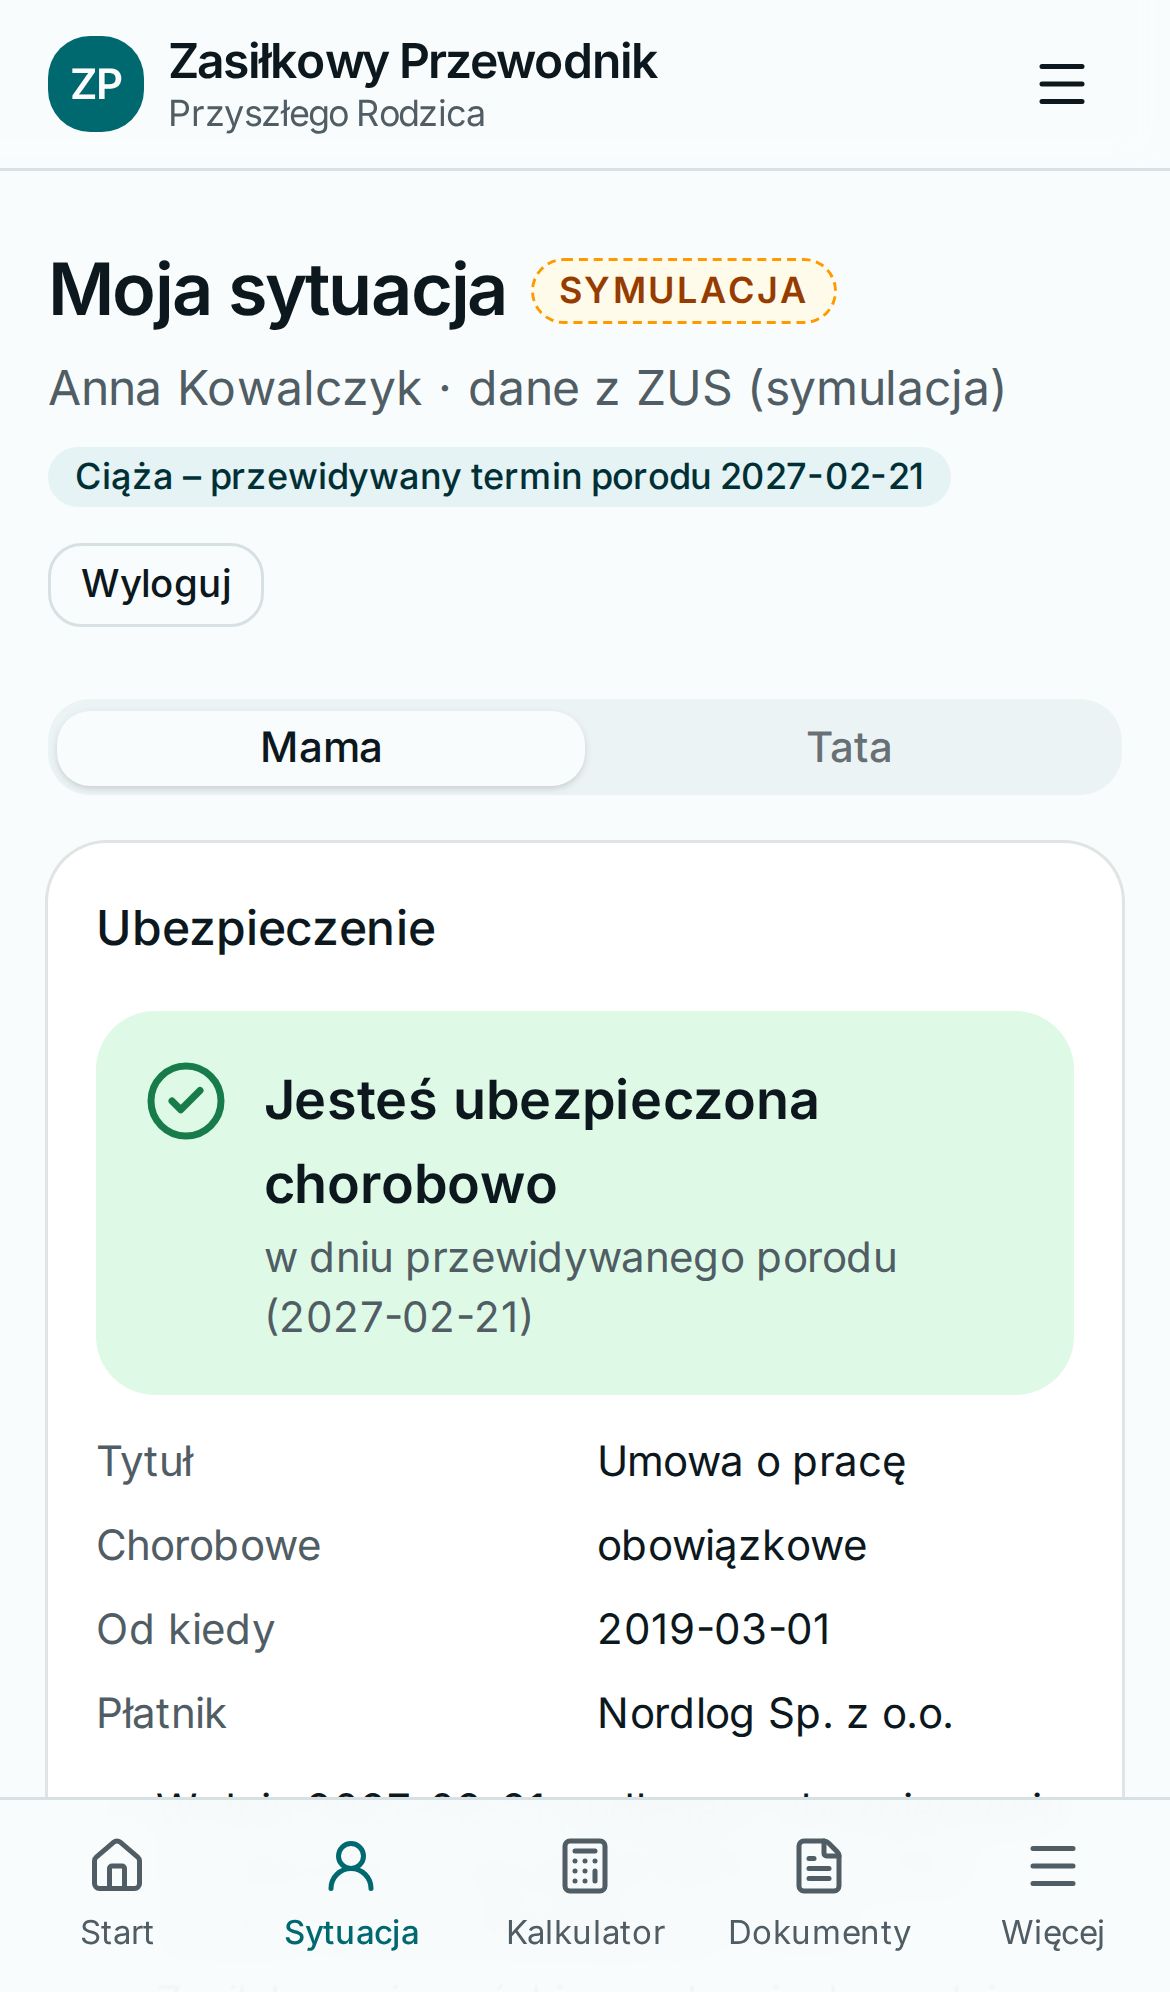 ZP
Zasiłkowy Przewodnik
Przyszłego Rodzica
Moja sytuacja SYMULACJA
Anna Kowalczyk · dane z ZUS (symulacja)
Ciąża – przewidywany termin porodu 2027-02-21
Wyloguj
Mama Tata
Ubezpieczenie
Jesteś ubezpieczona
chorobowo
w dniu przewidywanego porodu
(2027-02-21)
Tytuł Umowa o pracę
Chorobowe obowiązkowe
Od kiedy 2019-03-01
Płatnik Nordlog Sp. z o.o.
Start Sytuacja Kalkulator Dokumenty Więcej